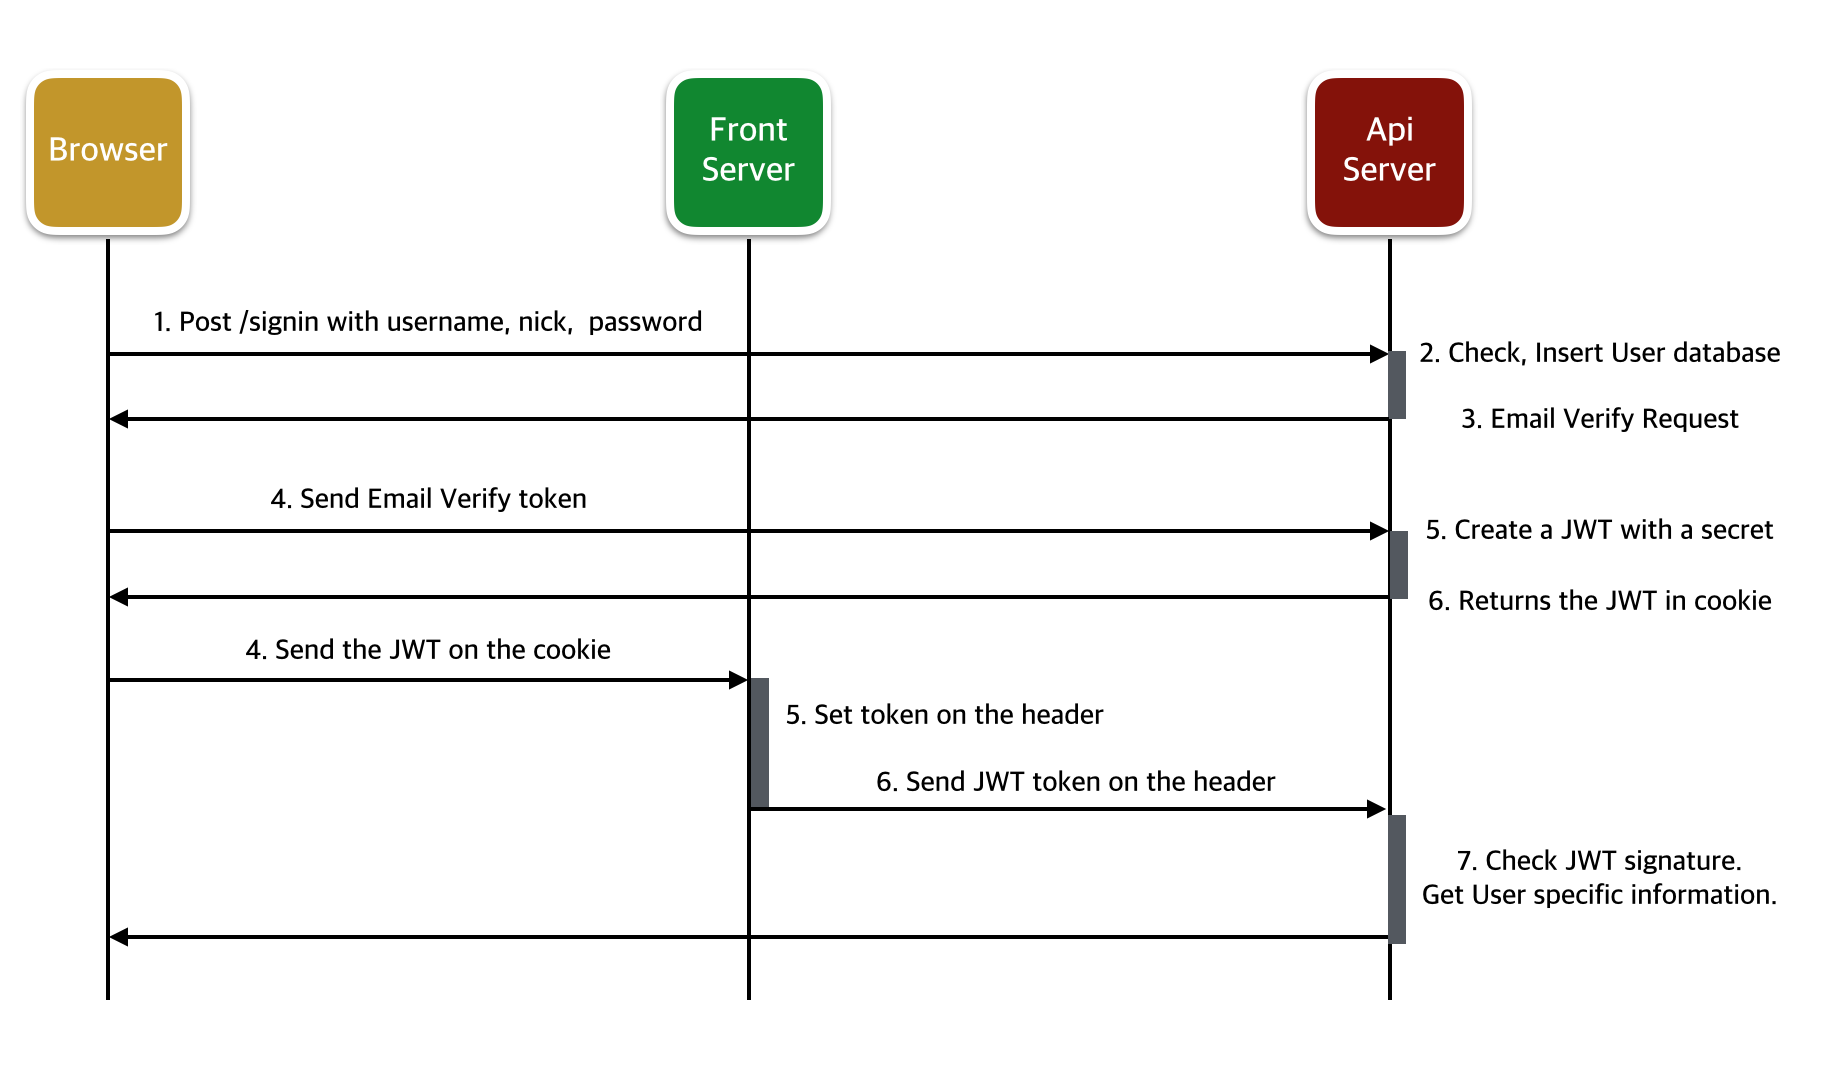 Browser
Front
Server
Api
Server
1. Post /signin with username, nick,  password
2. Check, Insert User database
3. Email Verify Request
4. Send Email Verify token
5. Create a JWT with a secret
6. Returns the JWT in cookie
4. Send the JWT on the cookie
5. Set token on the header
6. Send JWT token on the header
7. Check JWT signature.
Get User specific information.